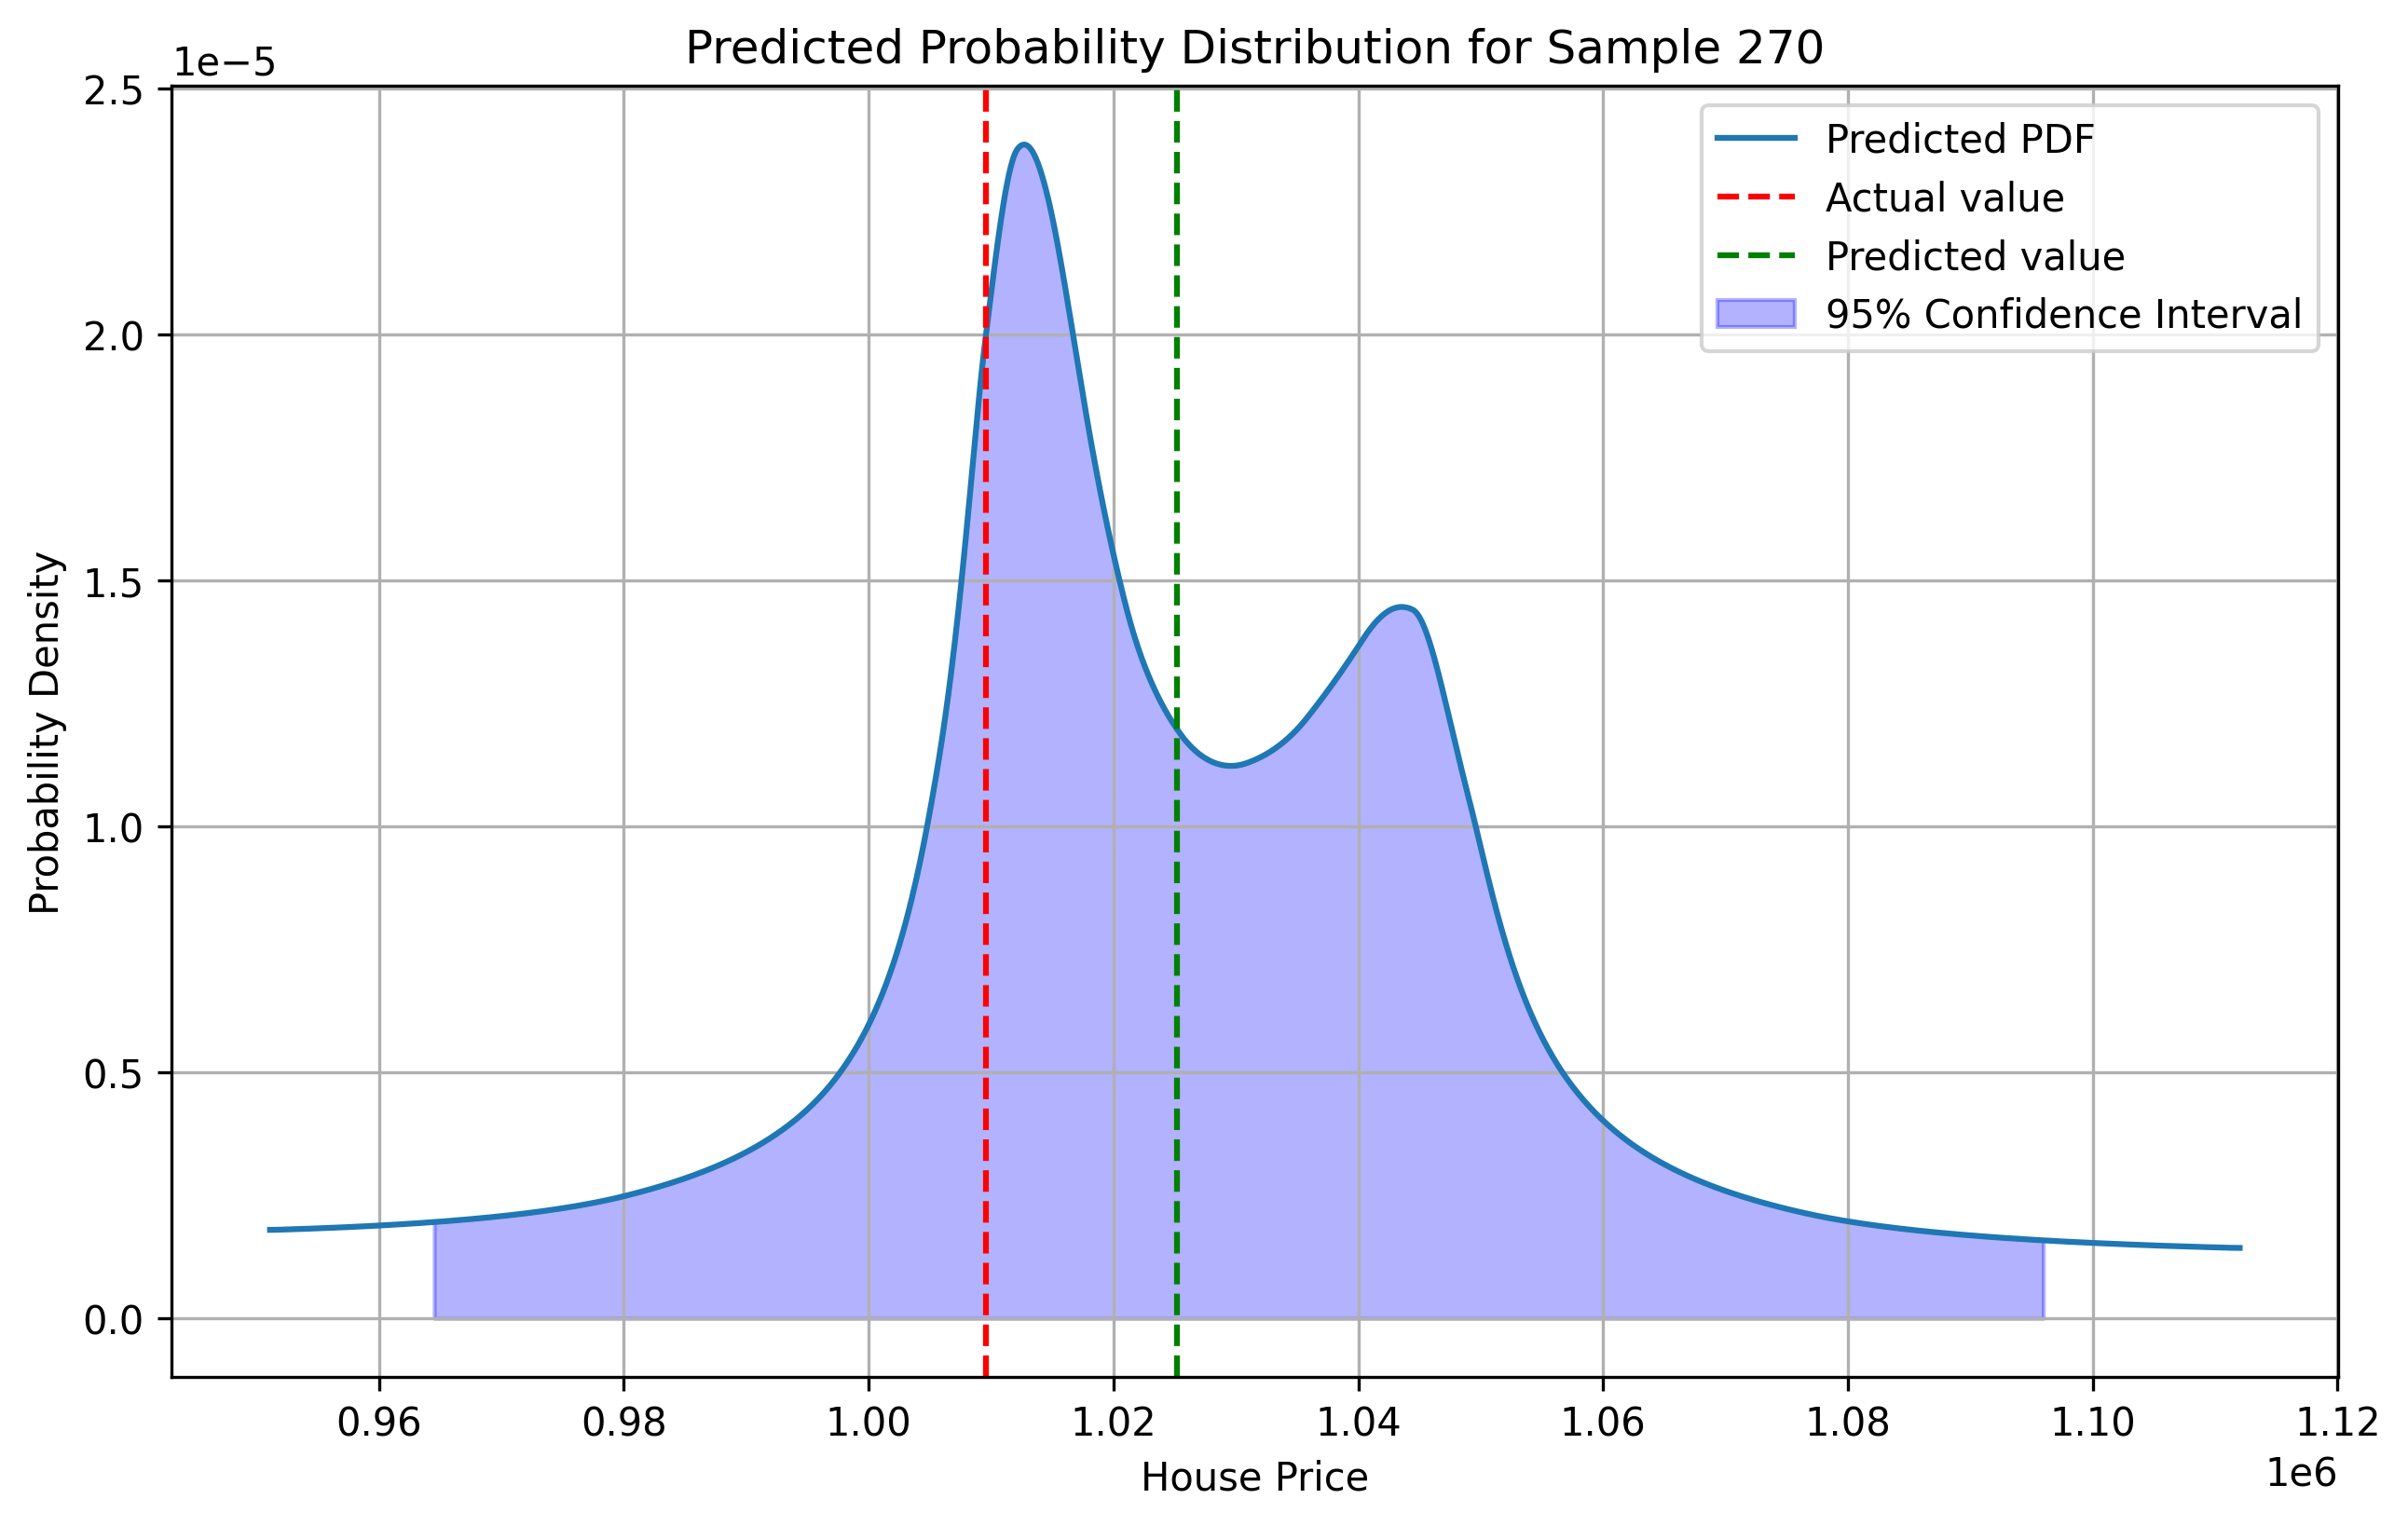 Predicted Probability Distribution for Sample 270
1e−5
2.5
2.0
1.5
1.0
0.5
0.0
Probability Density
Predicted PDF
Actual value
Predicted value
95% Confidence Interval
0.96 0.98 1.00 1.02 1.04 1.06 1.08 1.10 1.12
House Price
1e6